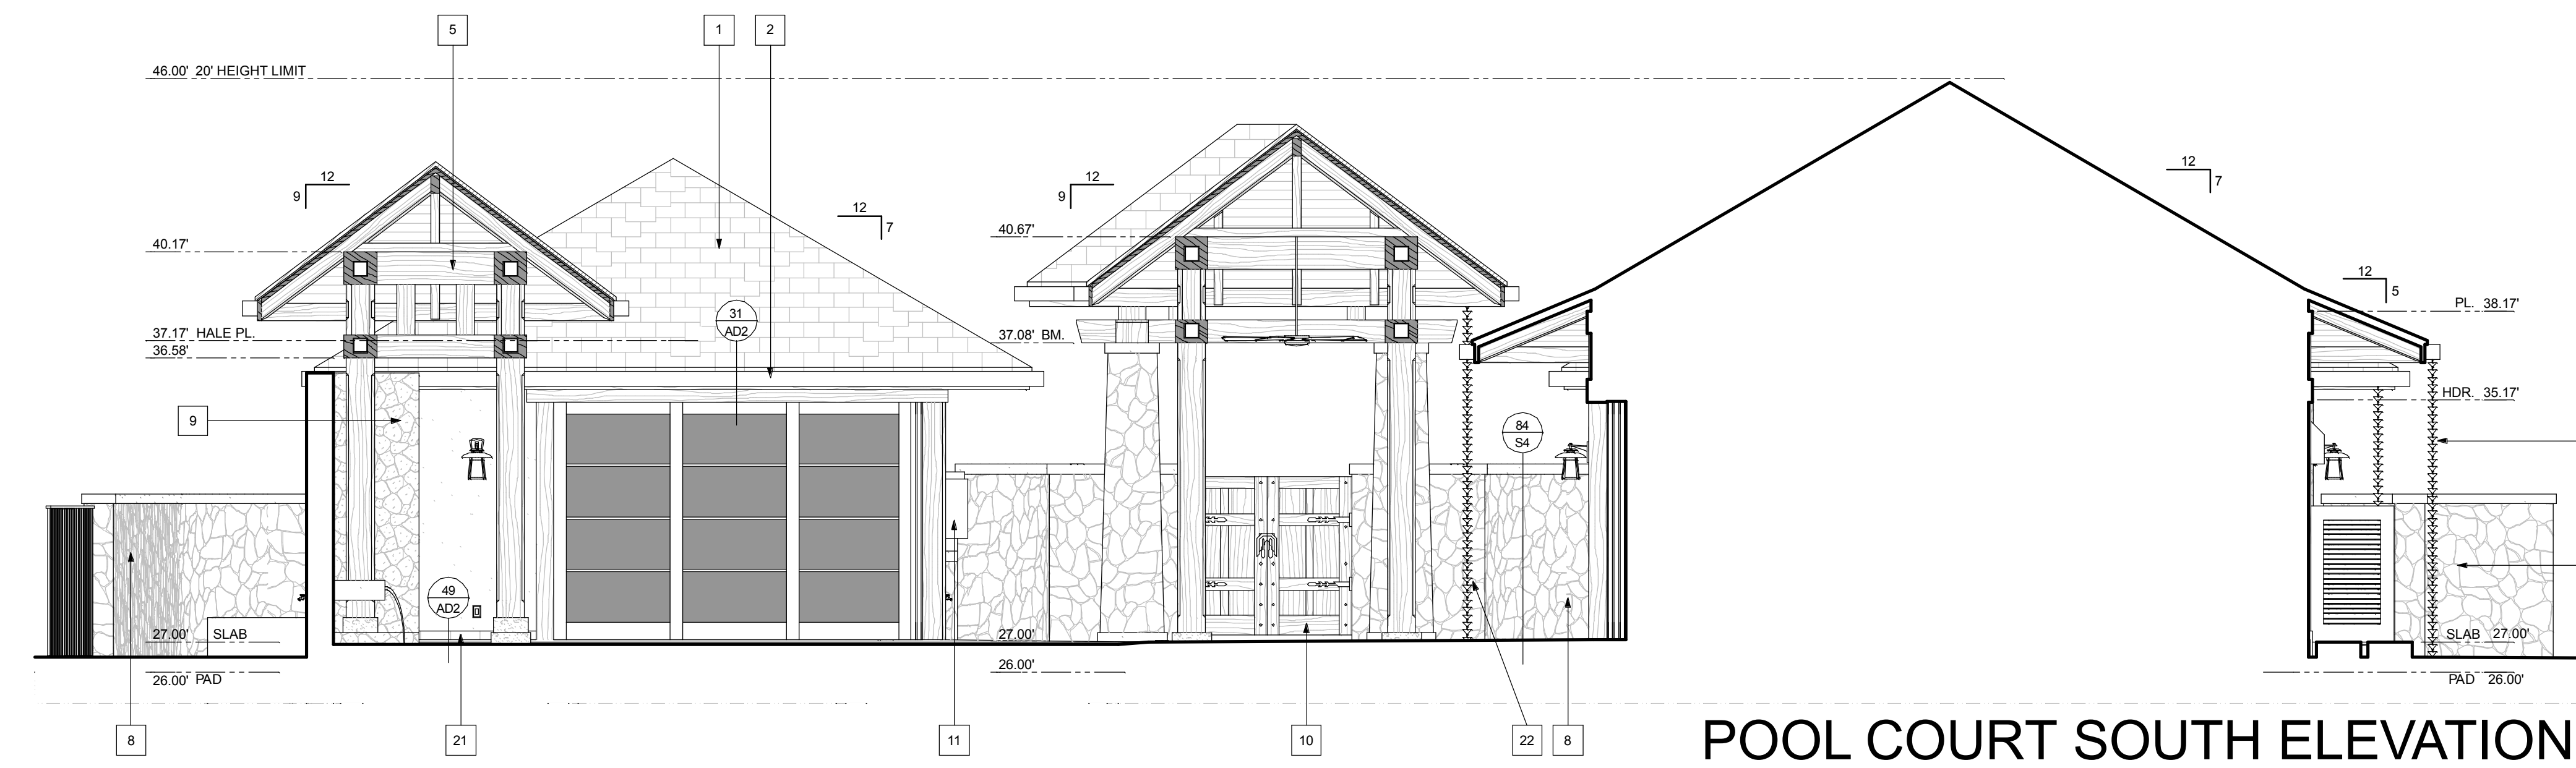 5
1
2
46.00' 20' HEIGHT LIMIT
12
9
12
7
12
9
12
7
12
5
40.17'
40.67'
PL. 38.17'
31
AD2
37.17' HALE PL.
36.58'
37.08' BM.
HDR. 35.17'
9
84
S4
49
AD2
27.00' SLAB
27.00'
SLAB 27.00'
26.00' PAD
26.00'
PAD 26.00'
8
21
11
10
22
8
POOL COURT SOUTH ELEVATION